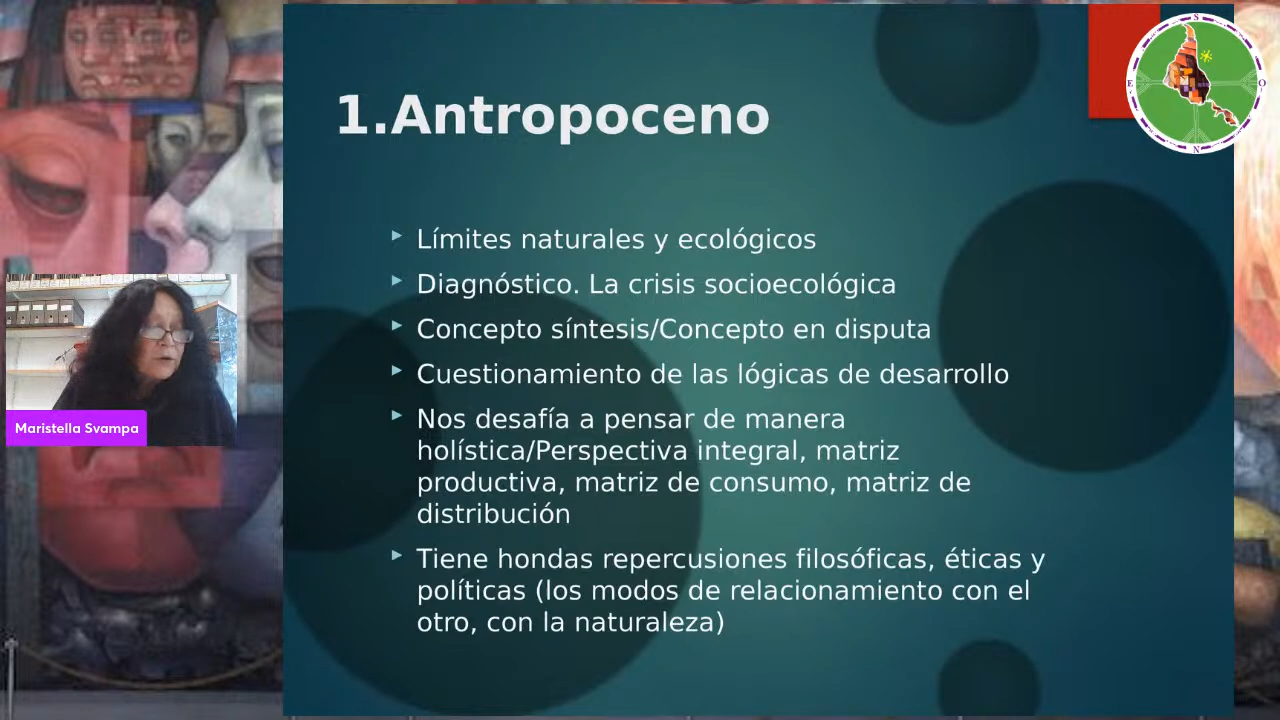 1.Antropoceno
Límites naturales y ecológicos
Diagnóstico. La crisis socioecológica
Concepto síntesis/Concepto en disputa
Cuestionamiento de las lógicas de desarrollo
Nos desafía a pensar de manera
holística/Perspectiva integral, matriz
productiva, matriz de consumo, matriz de
distribución
Tiene hondas repercusiones filosóficas, éticas y
políticas (los modos de relacionamiento con el
otro, con la naturaleza)
Maristella Svampa
S
E
O
N